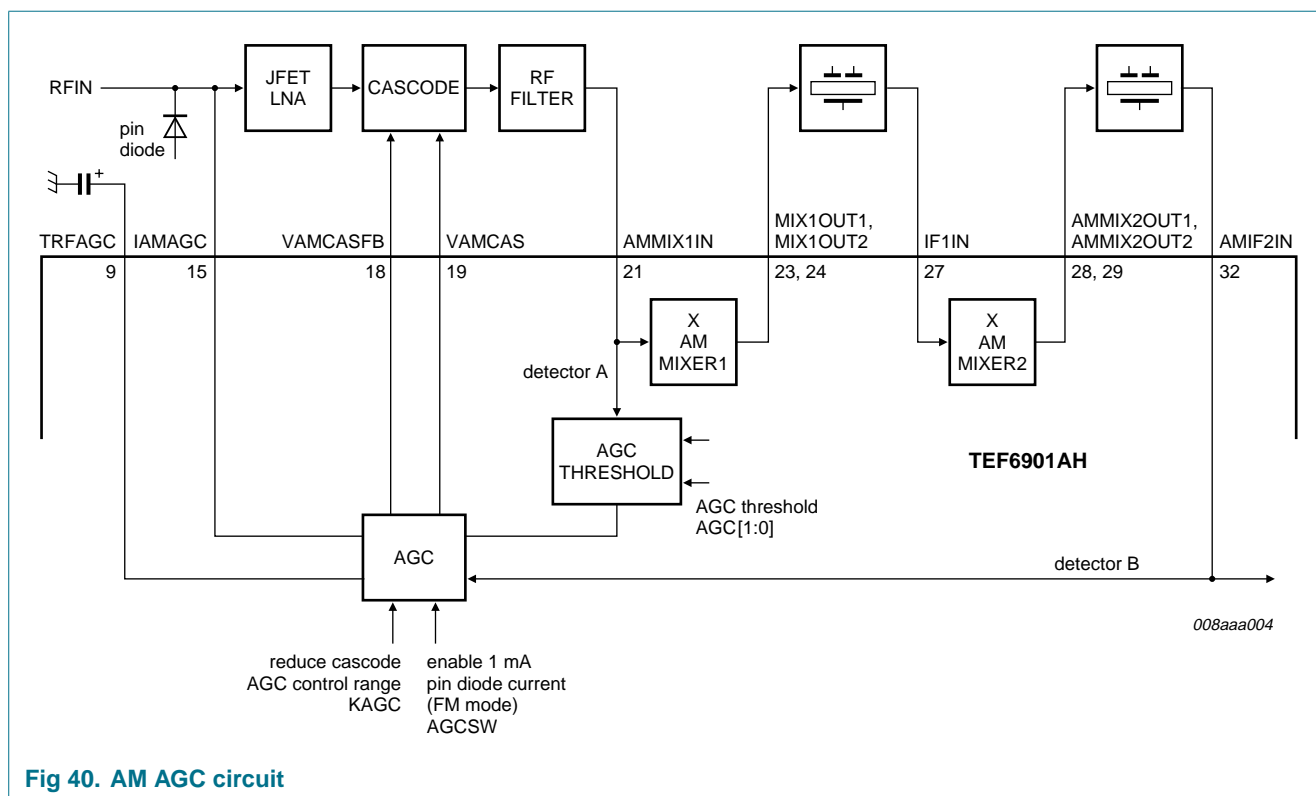 RFIN
pin
diode
JFET
LNA
CASCODE
RF
FILTER
+
TRFAGC
IAMAGC
VAMCASFB
VAMCAS
AMMIX1IN
MIX1OUT1,
MIX1OUT2
IF1IN
AMMIX2OUT1,
AMMIX2OUT2
AMIF2IN
9
15
18
19
21
23, 24
27
28, 29
32
X
AM
MIXER1
X
AM
MIXER2
detector A
AGC
THRESHOLD
TEF6901AH
AGC threshold
AGC[1:0]
AGC
detector B
008aaa004
reduce cascode
AGC control range
KAGC
enable 1 mA
pin diode current
(FM mode)
AGCSW
Fig 40. AM AGC circuit